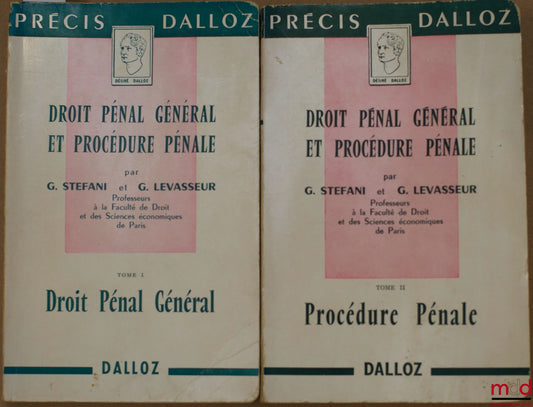 PRÉCIS DALLOZ
DÉSIRÉ DALLOZ
DROIT PÉNAL GÉNÉRAL
ET PROCÉDURE PÉNALE
par
G. STEFANI et G. LEVASSEUR
Professeurs
à la Faculté de Droit
et des Sciences économiques
de Paris
TOME I
Droit Pénal Général
DALLOZ
PRÉCIS DALLOZ
DÉSIRÉ DALLOZ
DROIT PÉNAL GÉNÉRAL
ET PROCÉDURE PÉNALE
par
G. STEFANI et G. LEVASSEUR
Professeurs
à la Faculté de Droit
et des Sciences économiques
de Paris
TOME II
Procédure Pénale
DALLOZ